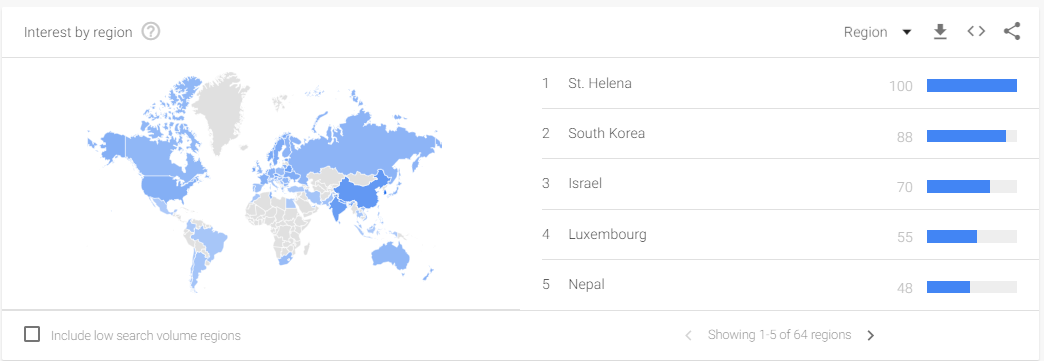 Interest by region
Region
1 St. Helena 100
2 South Korea 88
3 Israel 70
4 Luxembourg 55
5 Nepal 48
Include low search volume regions
Showing 1-5 of 64 regions